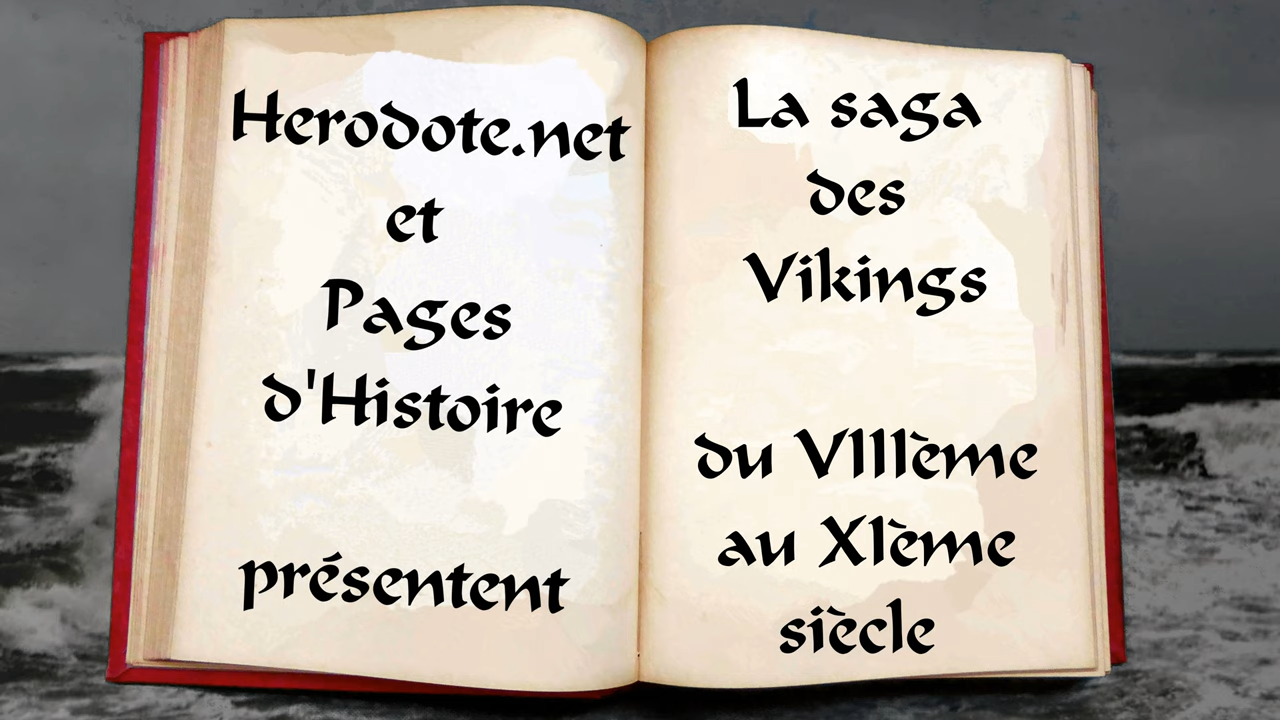 Herodote.net
et
Pages
d'Histoire
présentent
La saga
des
Vikings
du VIIIème
au XIème
siècle